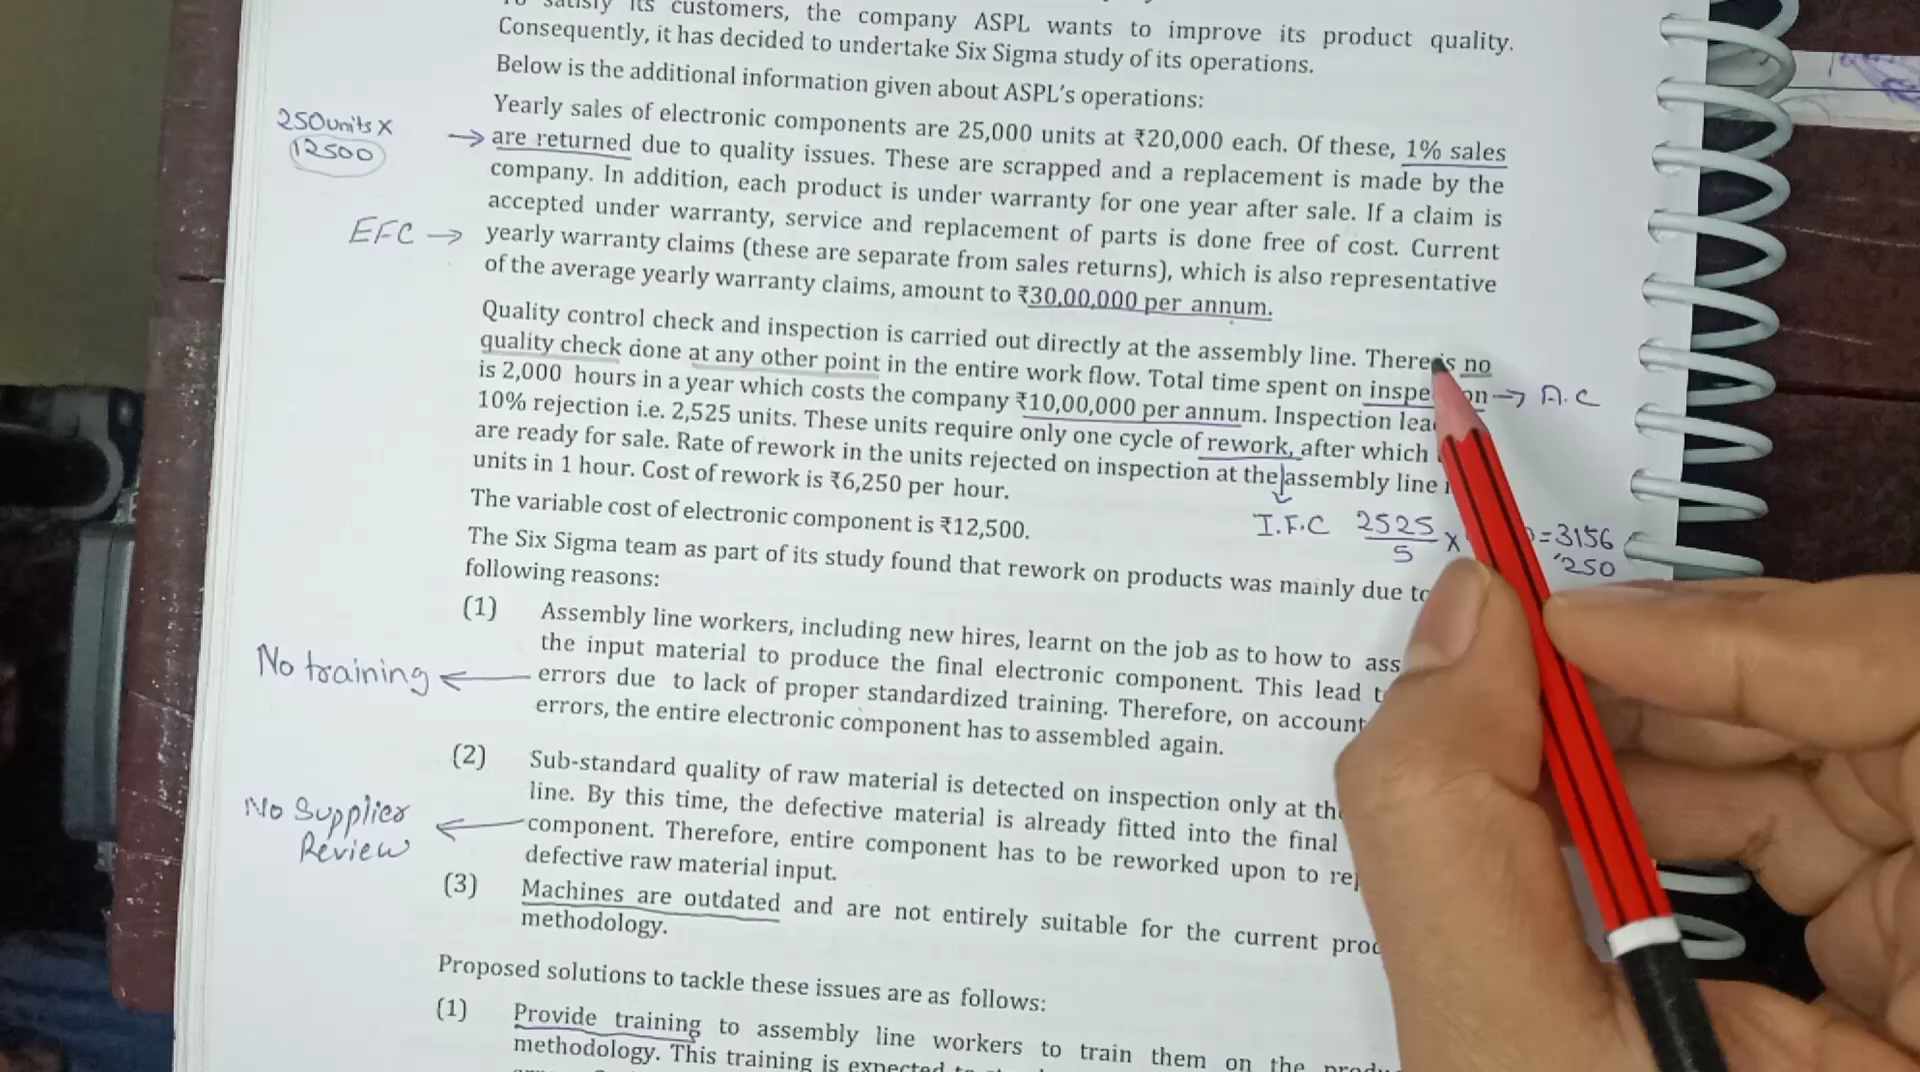 To satisfy its customers, the company ASPL wants to improve its product quality.
Consequently, it has decided to undertake Six Sigma study of its operations.
Below is the additional information given about ASPL's operations:
Yearly sales of electronic components are 25,000 units at ₹20,000 each. Of these, 1% sales
250 units X
12500
are returned due to quality issues. These are scrapped and a replacement is made by the
company. In addition, each product is under warranty for one year after sale. If a claim is
accepted under warranty, service and replacement of parts is done free of cost. Current
EFC →
yearly warranty claims (these are separate from sales returns), which is also representative
of the average yearly warranty claims, amount to ₹30,00,000 per annum.
Quality control check and inspection is carried out directly at the assembly line. There is no
quality check done at any other point in the entire work flow. Total time spent on inspe on → A.C
is 2,000 hours in a year which costs the company ₹10,00,000 per annum. Inspection lea
10% rejection i.e. 2,525 units. These units require only one cycle of rework, after which
are ready for sale. Rate of rework in the units rejected on inspection at the assembly line
units in 1 hour. Cost of rework is ₹6,250 per hour.
I.F.C 2525/5 X = 3156
250
The variable cost of electronic component is ₹12,500.
The Six Sigma team as part of its study found that rework on products was mainly due to
following reasons:
(1) Assembly line workers, including new hires, learnt on the job as to how to ass
the input material to produce the final electronic component. This lead t
No training ← errors due to lack of proper standardized training. Therefore, on account
errors, the entire electronic component has to assembled again.
(2) Sub-standard quality of raw material is detected on inspection only at th
line. By this time, the defective material is already fitted into the final
No Supplier
Review ← component. Therefore, entire component has to be reworked upon to rep
defective raw material input.
(3) Machines are outdated and are not entirely suitable for the current proc
methodology.
Proposed solutions to tackle these issues are as follows:
(1) Provide training to assembly line workers to train them on the produ
methodology. This training is expected